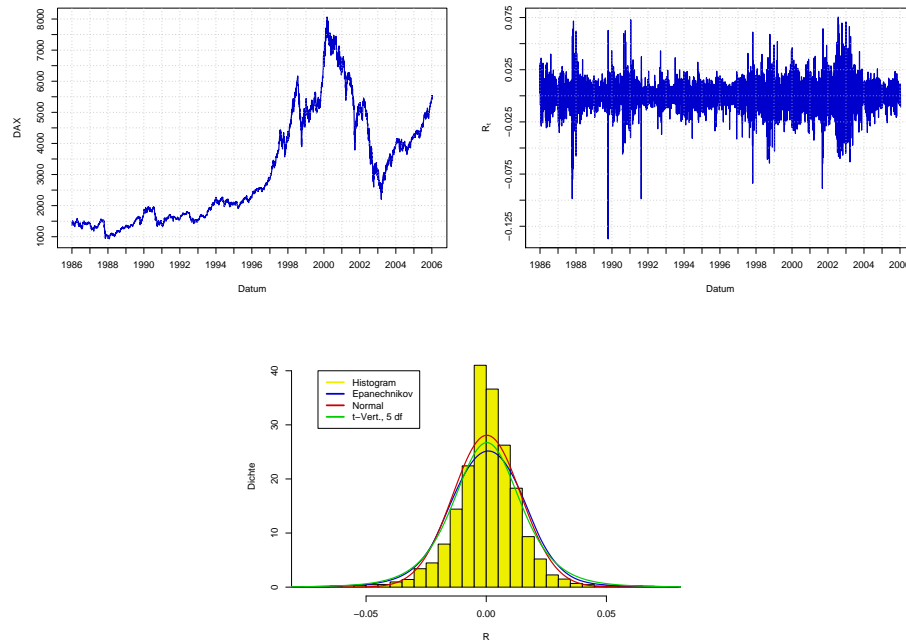 DAX
1000 2000 3000 4000 5000 6000 7000 8000
1986 1988 1990 1992 1994 1996 1998 2000 2002 2004 2006
Datum
Rt
−0.125 −0.075 −0.025 0.025 0.075
1986 1988 1990 1992 1994 1996 1998 2000 2002 2004 2006
Datum
Histogram
Epanechnikov
Normal
t−Vert., 5 df
Dichte
0 10 20 30 40
−0.05 0.00 0.05
R